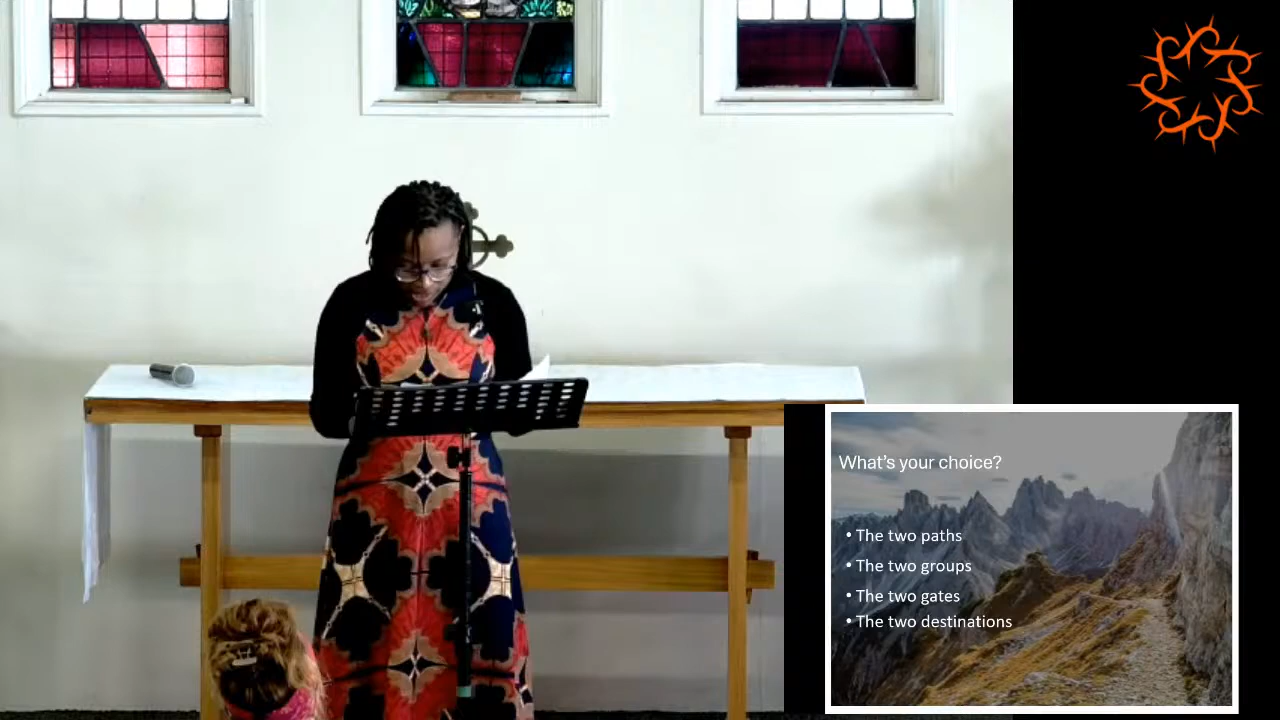 What's your choice?
• The two paths
• The two groups
• The two gates
• The two destinations